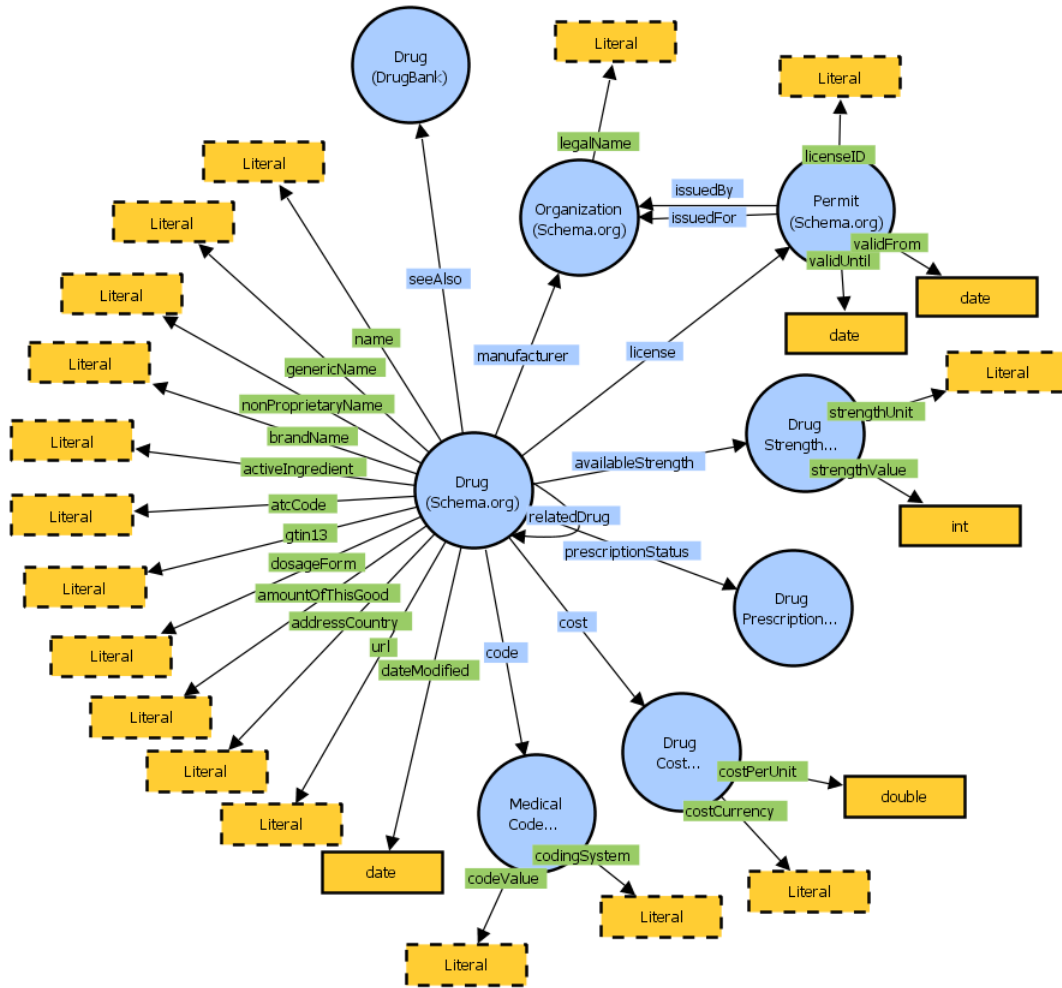 Drug
(DrugBank)
Literal
Literal
legalName
licenseID
Literal
Literal
Organization
(Schema.org)
issuedBy
issuedFor
Permit
(Schema.org)
validFrom
validUntil
date
date
seeAlso
manufacturer
license
Literal
Literal
Literal
name
genericName
nonProprietaryName
brandName
activeIngredient
atcCode
gtin13
dosageForm
amountOfThisGood
addressCountry
url
dateModified
Drug
(Schema.org)
availableStrength
relatedDrug
prescriptionStatus
Drug
Strength...
strengthUnit
strengthValue
Literal
int
Drug
Prescription...
cost
code
Literal
Literal
Literal
Literal
Literal
Literal
Literal
date
Medical
Code...
codingSystem
codeValue
Literal
Literal
Drug
Cost...
costPerUnit
costCurrency
double
Literal